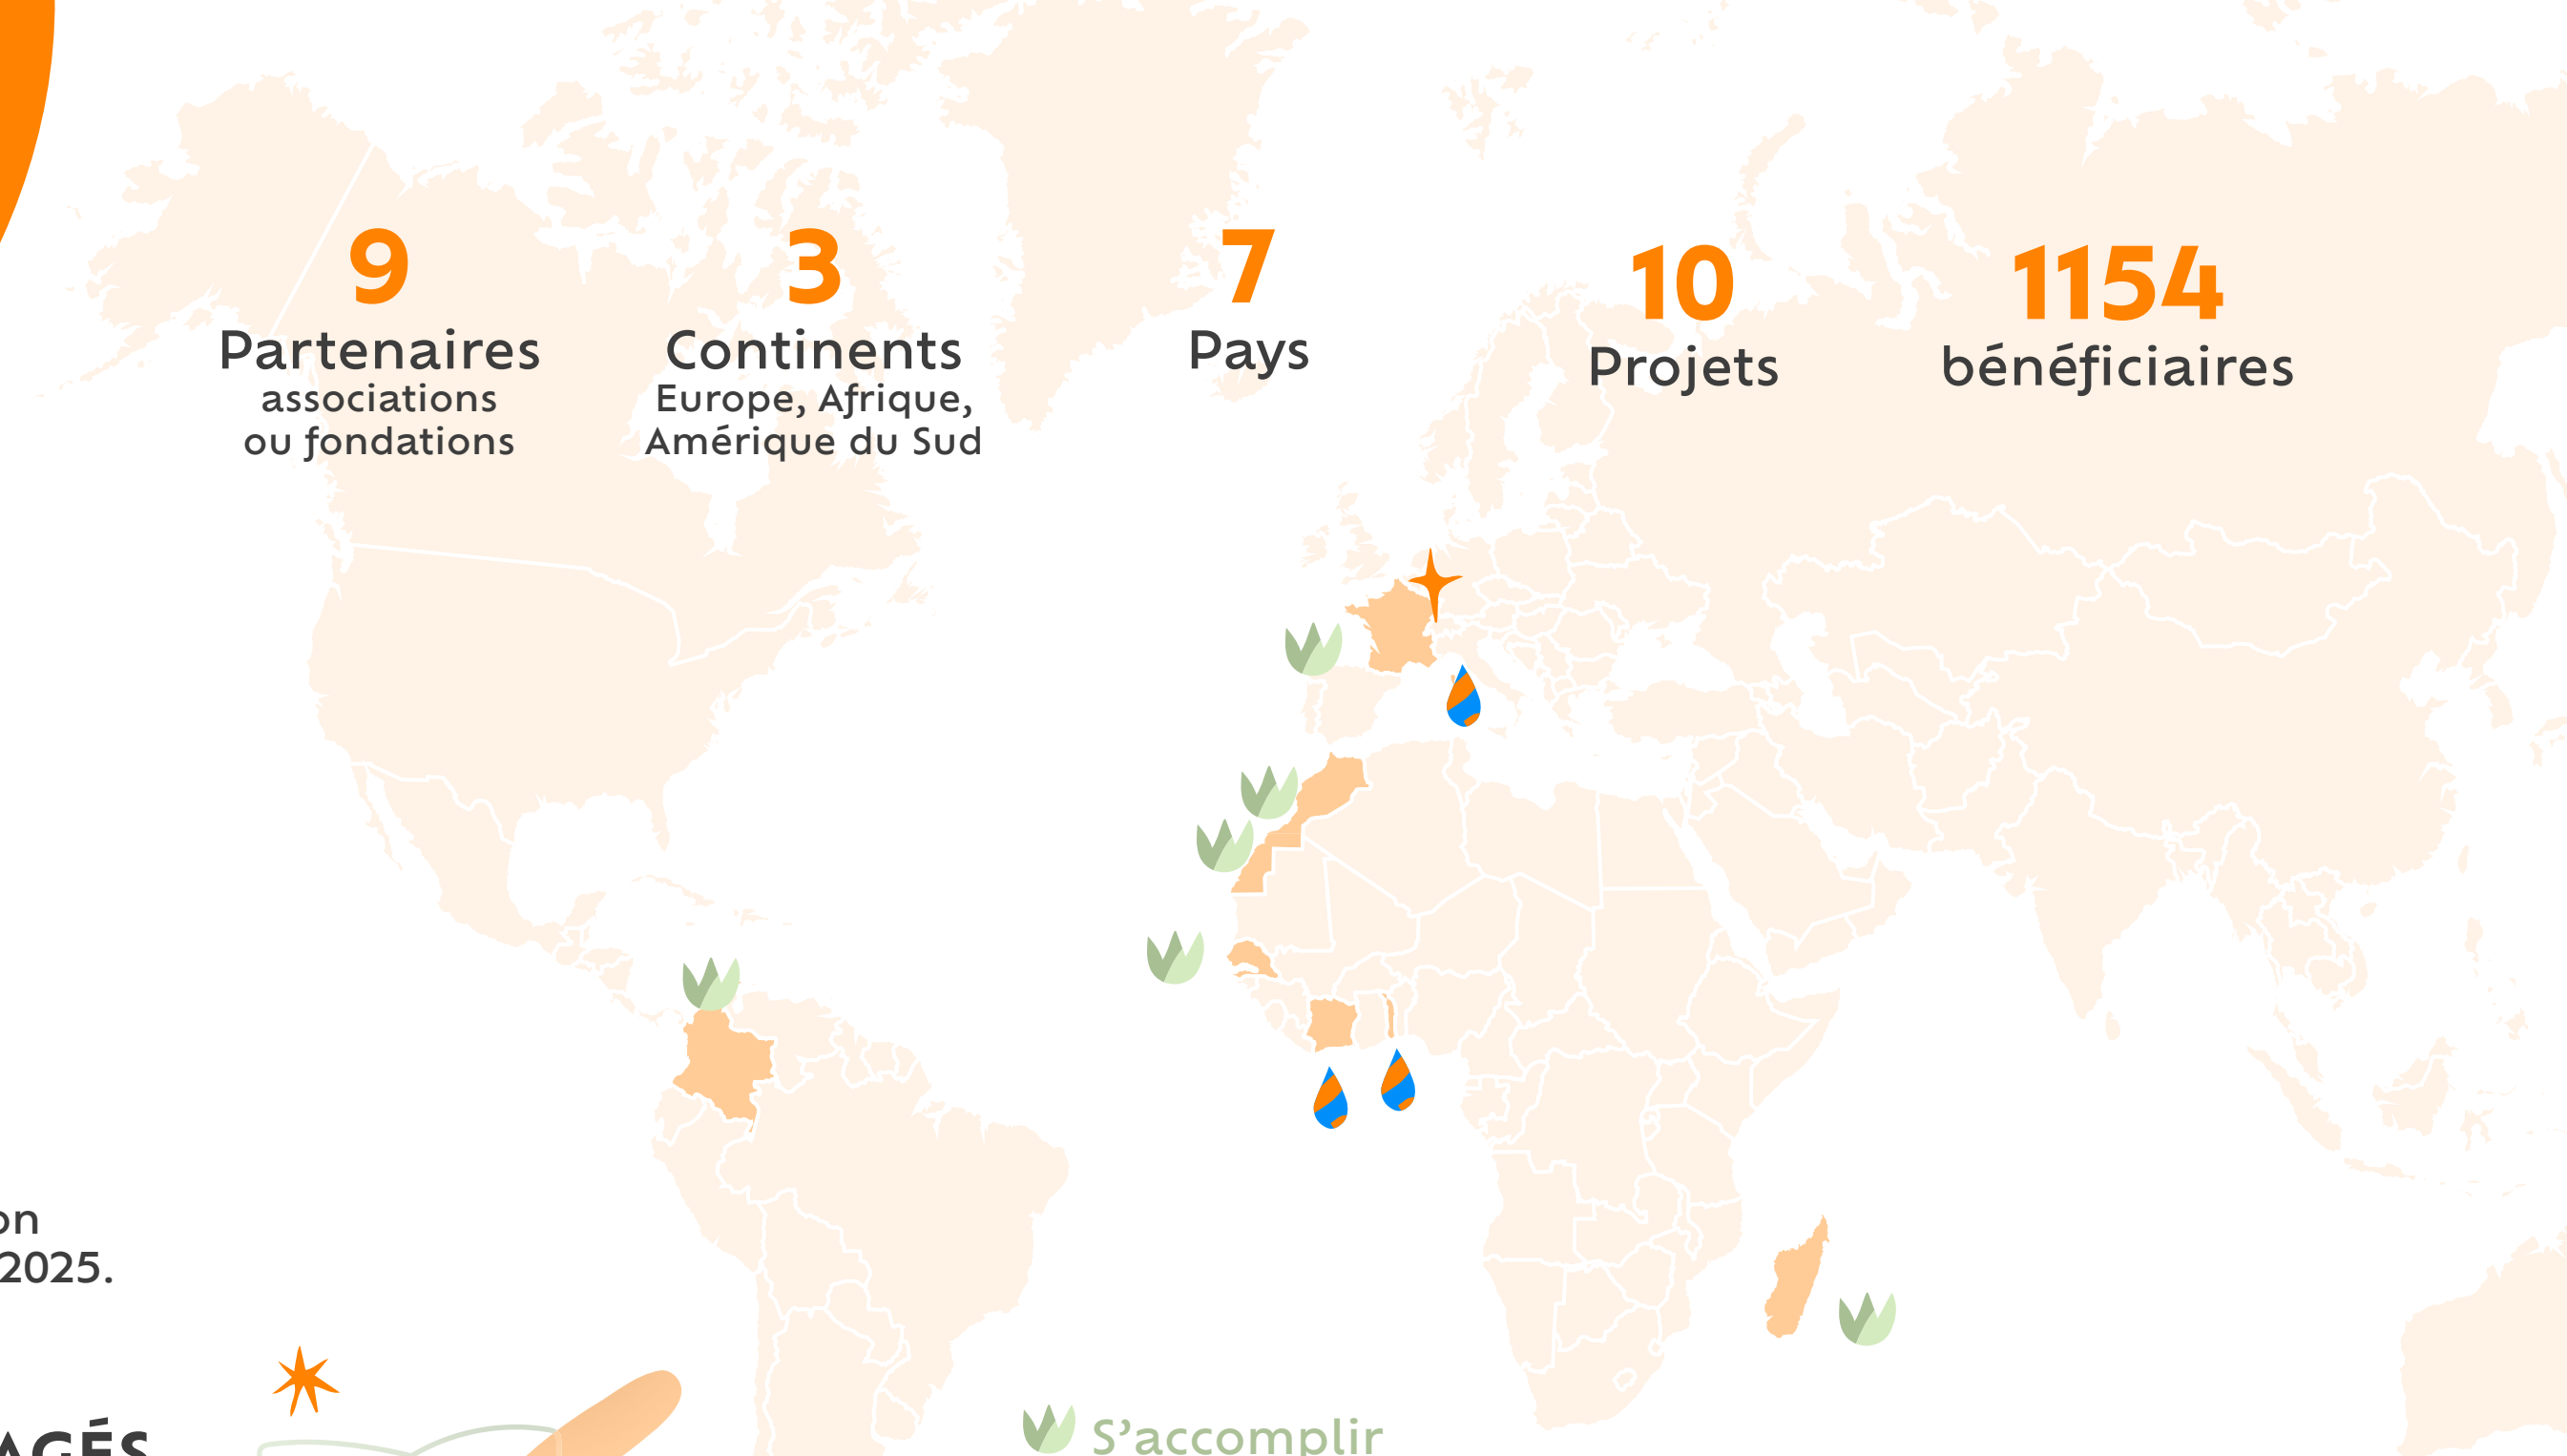 9
Partenaires
associations
ou fondations
3
Continents
Europe, Afrique,
Amérique du Sud
7
Pays
10
Projets
1154
bénéficiaires
on
2025.
AGÉS
S'accomplir